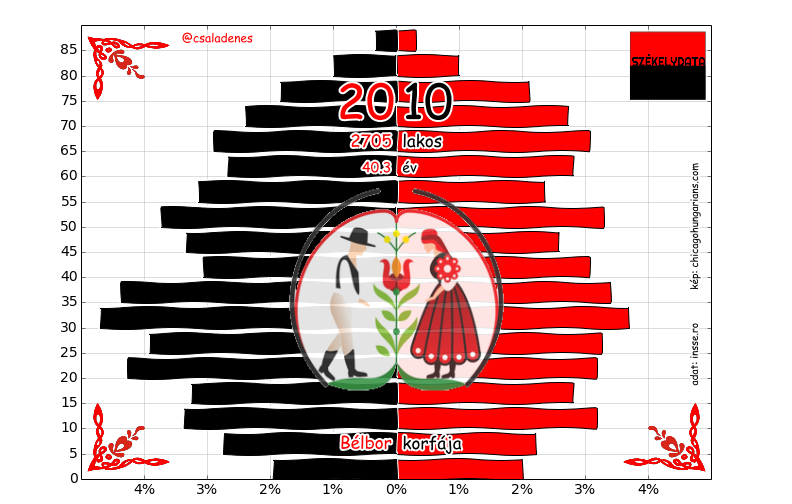 @csaladenes
SZÉKELYDATA
2010
2705 lakos
40.3 év
Bélbor korfája
kép: chicagohungarians.com
adat: insse.ro
85
80
75
70
65
60
55
50
45
40
35
30
25
20
15
10
5
0
4% 3% 2% 1% 0% 1% 2% 3% 4%